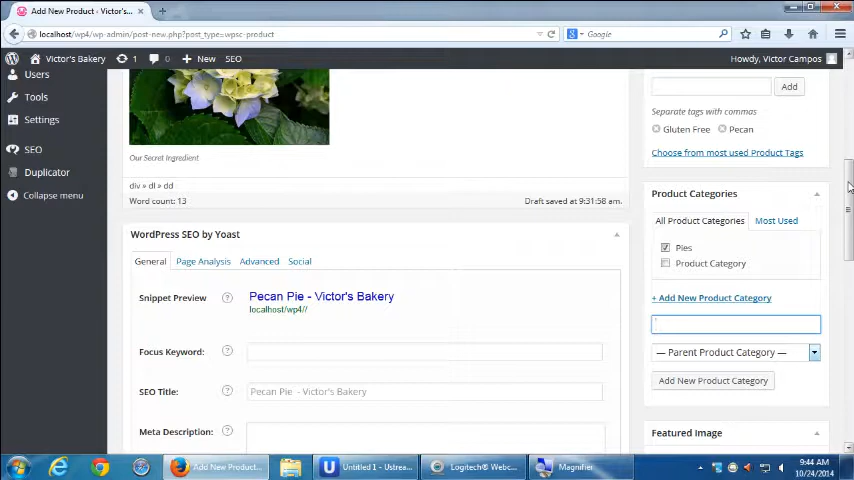 Add New Product ‹ Victor's...
localhost/wp4/wp-admin/post-new.php?post_type=wpsc-product
Google
Victor's Bakery
1
0
New
SEO
Howdy, Victor Campos
Users
Tools
Settings
SEO
Duplicator
Collapse menu
Our Secret Ingredient
div » dl » dd
Word count: 13
Draft saved at 9:31:58 am.
WordPress SEO by Yoast
General
Page Analysis
Advanced
Social
Snippet Preview
?
Pecan Pie - Victor's Bakery
localhost/wp4//
Focus Keyword:
?
SEO Title:
?
Pecan Pie - Victor's Bakery
Meta Description:
?
Add
Separate tags with commas
Gluten Free
Pecan
Choose from most used Product Tags
Product Categories
All Product Categories
Most Used
Pies
Product Category
+ Add New Product Category
— Parent Product Category —
Add New Product Category
Featured Image
Add New Product...
Untitled 1 - Ustrea...
Logitech® Webc...
Magnifier
9:44 AM
10/24/2014